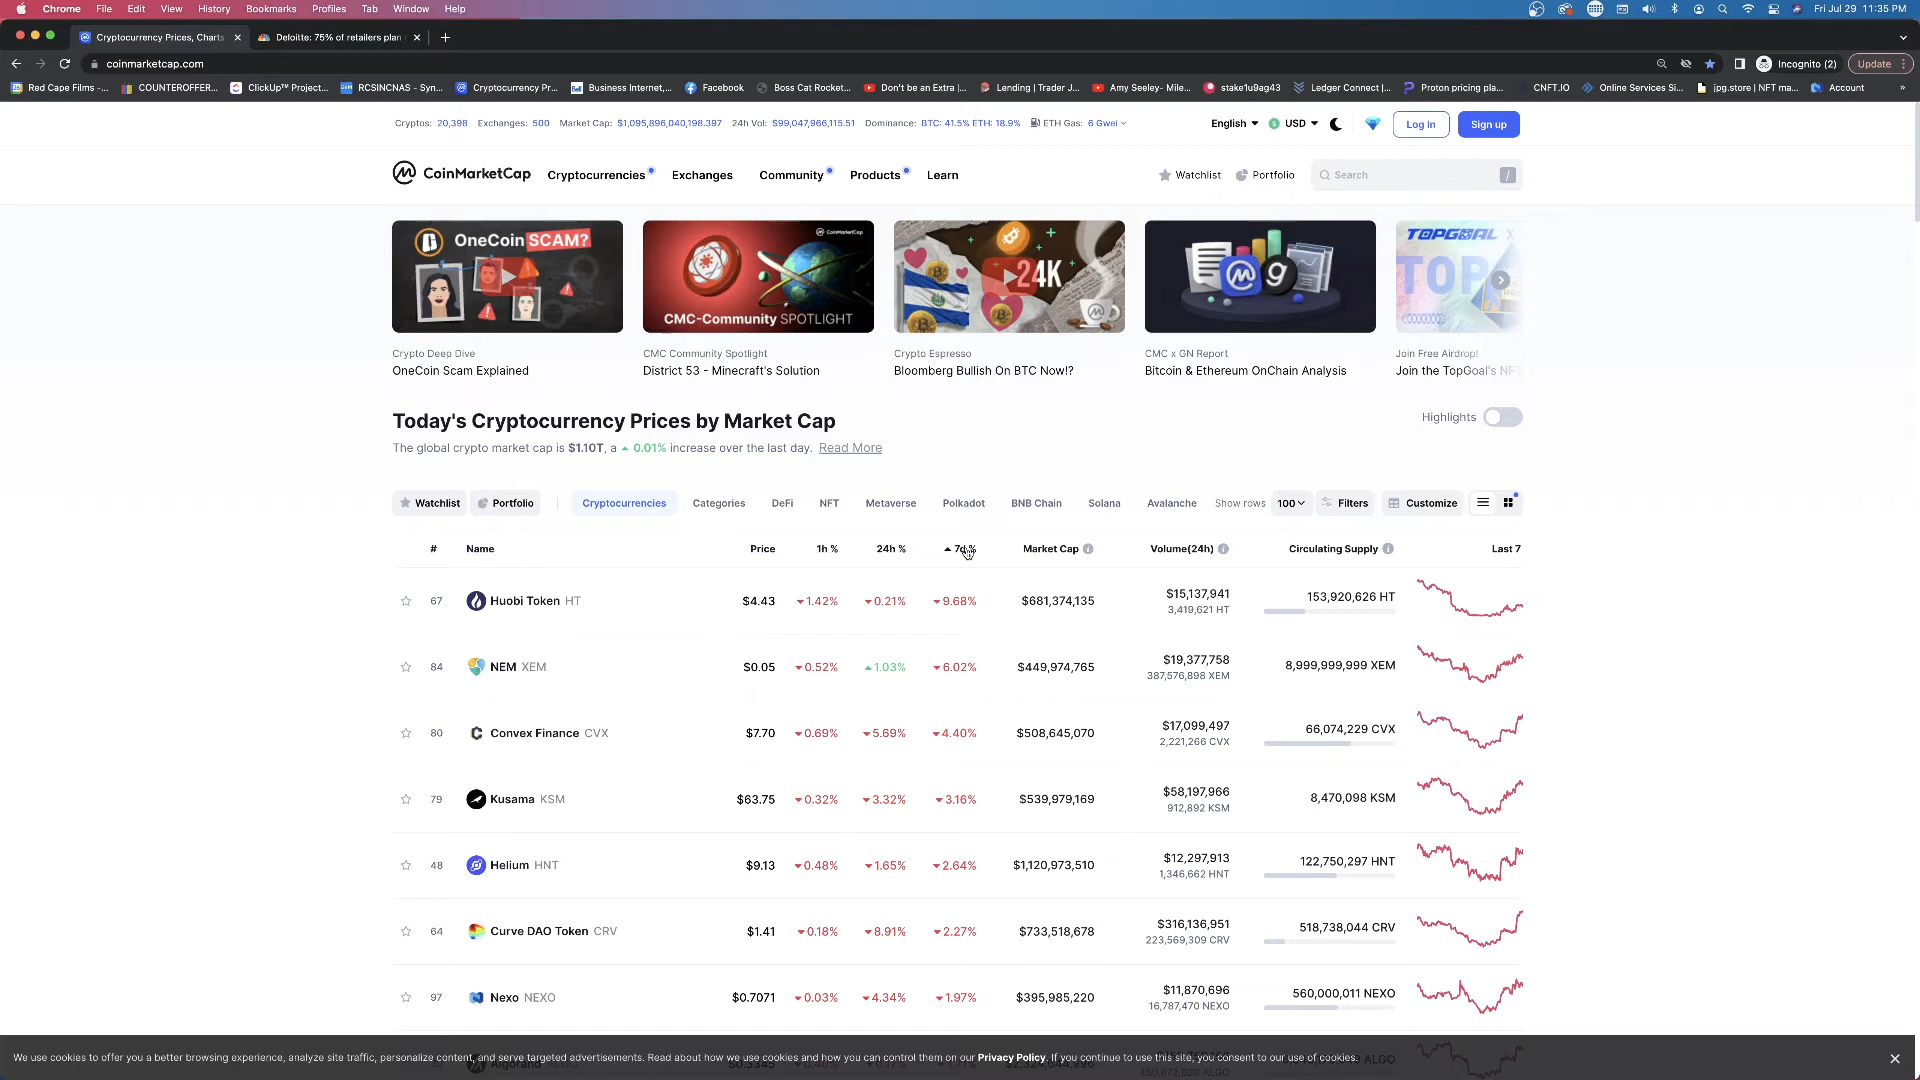 Chrome File Edit View History Bookmarks Profiles Tab Window Help Fri Jul 29 11:35 PM
Cryptocurrency Prices, Charts Deloitte: 75% of retailers plan
coinmarketcap.com Incognito (2) Update
Red Cape Films -... COUNTEROFFER... ClickUp™ Project... RCSINCNAS - Syn... Cryptocurrency Pr... Business Internet,... Facebook Boss Cat Rocket... Don't be an Extra |... Lending | Trader J... Amy Seeley- Mile... stake1u9ag43 Ledger Connect |... Proton pricing pla... CNFT.IO Online Services Si... jpg.store | NFT ma... Account »
Cryptos: 20,398 Exchanges: 500 Market Cap: $1,095,896,040,198.397 24h Vol: $99,047,966,115.51 Dominance: BTC: 41.5% ETH: 18.9% ETH Gas: 6 Gwei English USD Log In Sign up
CoinMarketCap Cryptocurrencies Exchanges Community Products Learn Watchlist Portfolio Search /
OneCoin SCAM?
CoinMarketCap
CMC-Community SPOTLIGHT
24K
TOPGOAL X
TOP
Crypto Deep Dive CMC Community Spotlight Crypto Espresso CMC x GN Report Join Free Airdrop!
OneCoin Scam Explained District 53 - Minecraft's Solution Bloomberg Bullish On BTC Now!? Bitcoin & Ethereum OnChain Analysis Join the TopGoal's NFT
Today's Cryptocurrency Prices by Market Cap Highlights
The global crypto market cap is $1.10T, a 0.01% increase over the last day. Read More
Watchlist Portfolio Cryptocurrencies Categories DeFi NFT Metaverse Polkadot BNB Chain Solana Avalanche Show rows 100 Filters Customize
# Name Price 1h % 24h % 7d % Market Cap Volume(24h) Circulating Supply Last 7
67 Huobi Token HT $4.43 1.42% 0.21% 9.68% $681,374,135 $15,137,941 153,920,626 HT
3,419,621 HT
84 NEM XEM $0.05 0.52% 1.03% 6.02% $449,974,765 $19,377,758 8,999,999,999 XEM
387,576,898 XEM
80 Convex Finance CVX $7.70 0.69% 5.69% 4.40% $508,645,070 $17,099,497 66,074,229 CVX
2,221,266 CVX
79 Kusama KSM $63.75 0.32% 3.32% 3.16% $539,979,169 $58,197,966 8,470,098 KSM
912,892 KSM
48 Helium HNT $9.13 0.48% 1.65% 2.64% $1,120,973,510 $12,297,913 122,750,297 HNT
1,346,662 HNT
64 Curve DAO Token CRV $1.41 0.18% 8.91% 2.27% $733,518,678 $316,136,951 518,738,044 CRV
223,569,309 CRV
97 Nexo NEXO $0.7071 0.03% 4.34% 1.97% $395,985,220 $11,870,696 560,000,011 NEXO
16,787,470 NEXO
We use cookies to offer you a better browsing experience, analyze site traffic, personalize content, and serve targeted advertisements. Read about how we use cookies and how you can control them on our Privacy Policy. If you continue to use this site, you consent to our use of cookies.